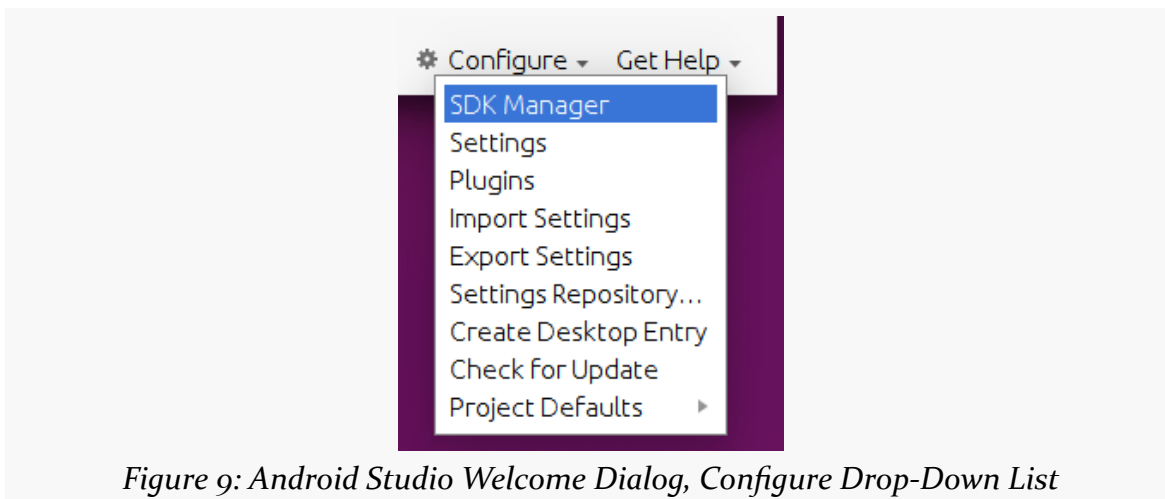 Configure Get Help
SDK Manager
Settings
Plugins
Import Settings
Export Settings
Settings Repository...
Create Desktop Entry
Check for Update
Project Defaults
Figure 9: Android Studio Welcome Dialog, Configure Drop-Down List